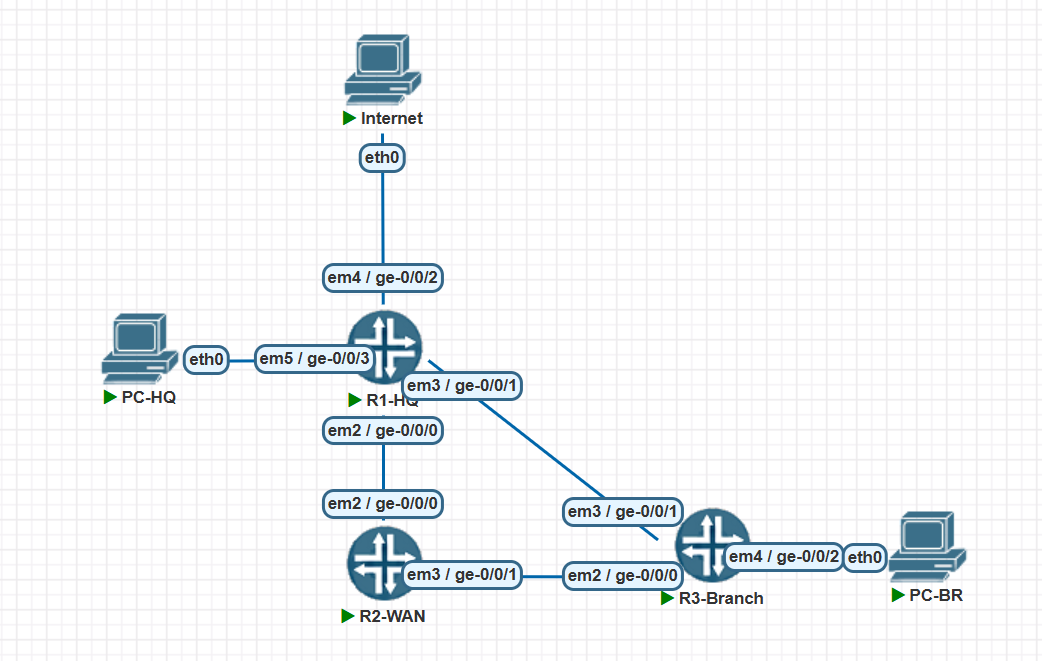 Internet
eth0
em4 / ge-0/0/2
eth0
em5 / ge-0/0/3
PC-HQ
em3 / ge-0/0/1
R1-HQ
em2 / ge-0/0/0
em2 / ge-0/0/0
em3 / ge-0/0/1
em4 / ge-0/0/2
eth0
em3 / ge-0/0/1
em2 / ge-0/0/0
R3-Branch
PC-BR
R2-WAN